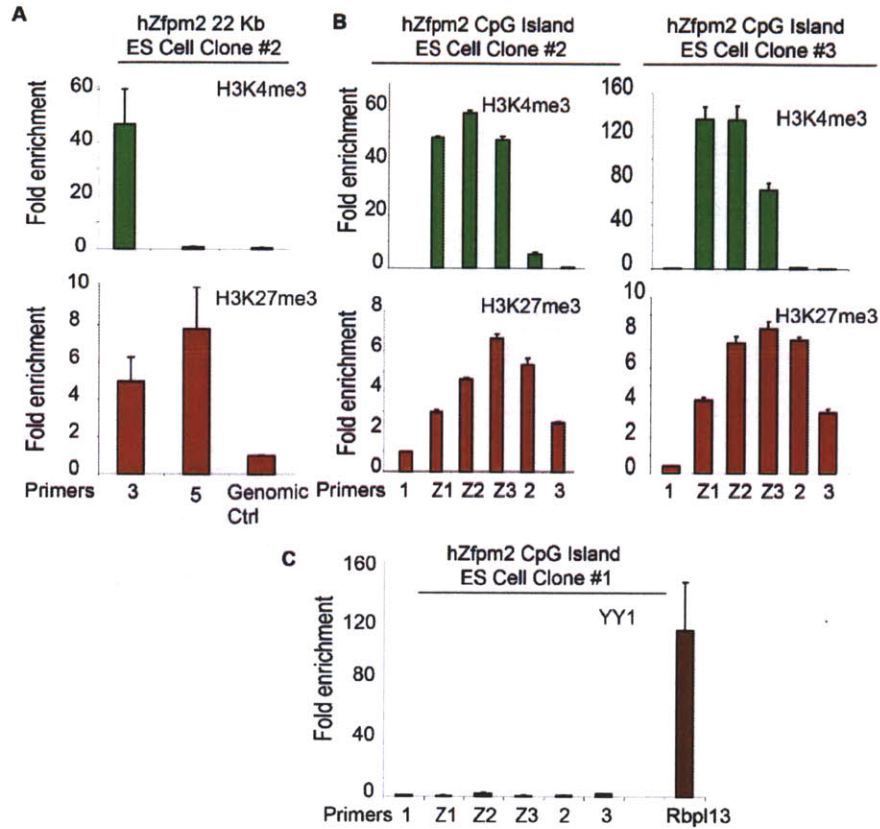 A
hZfpm2 22 Kb
ES Cell Clone #2
H3K4me3
Fold enrichment
60
40
20
0
H3K27me3
Fold enrichment
10
8
6
4
2
0
Primers 3 5 Genomic
Ctrl
B
hZfpm2 CpG Island
ES Cell Clone #2
H3K4me3
Fold enrichment
60
40
20
0
H3K27me3
Fold enrichment
8
6
4
2
0
Primers 1 Z1 Z2 Z3 2 3
hZfpm2 CpG Island
ES Cell Clone #3
H3K4me3
160
120
80
40
0
H3K27me3
10
8
6
4
2
0
1 Z1 Z2 Z3 2 3
C
hZfpm2 CpG Island
ES Cell Clone #1
YY1
Fold enrichment
160
120
80
40
0
Primers 1 Z1 Z2 Z3 2 3 Rbpl13